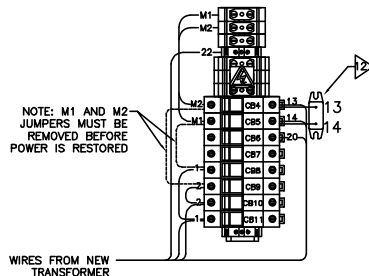 M1
M2
22
12
M2 CB4 13 13
M1 CB5 14 14
CB6 20
CB7
1 CB8
2 CB9
2 CB10
1 CB11
NOTE: M1 AND M2
JUMPERS MUST BE
REMOVED BEFORE
POWER IS RESTORED
WIRES FROM NEW
TRANSFORMER